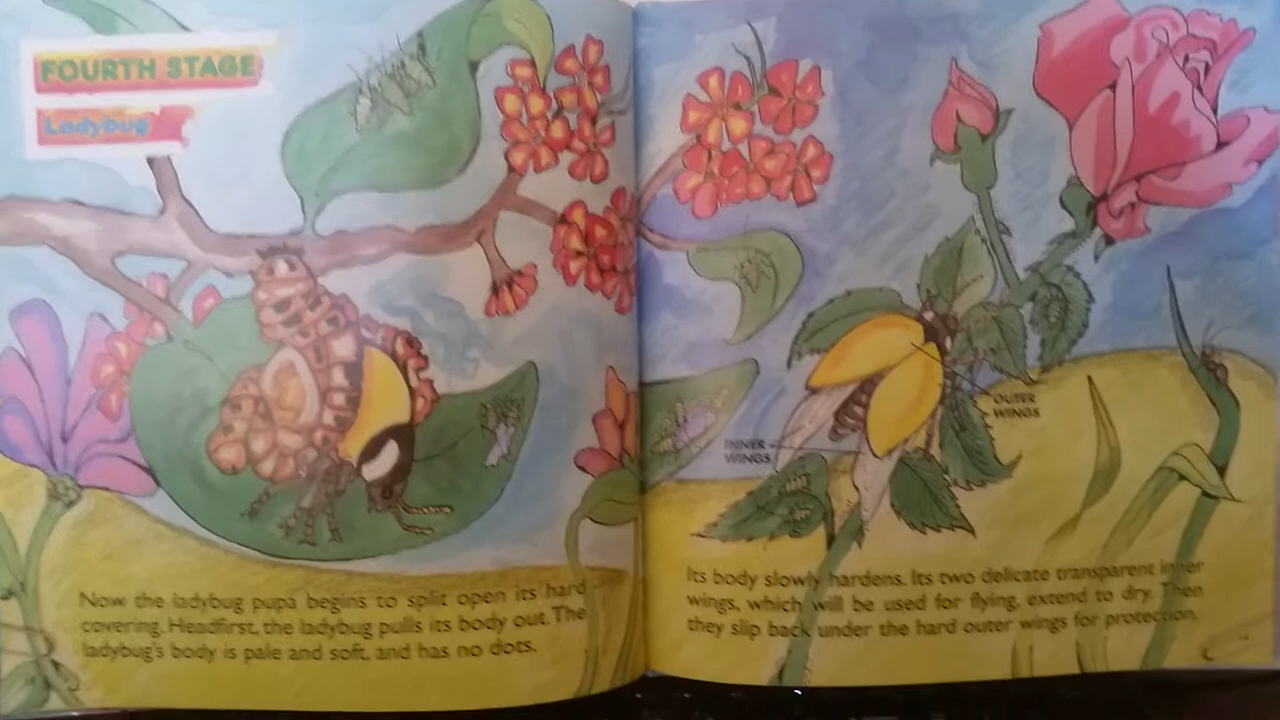 FOURTH STAGE
Ladybug
Now the ladybug pupa begins to split open its hard
covering. Headfirst, the ladybug pulls its body out. The
ladybug's body is pale and soft, and has no dots.
OUTER
WINGS
INNER
WINGS
Its body slowly hardens. Its two delicate transparent inner
wings, which will be used for flying, extend to dry. Then
they slip back under the hard outer wings for protection.